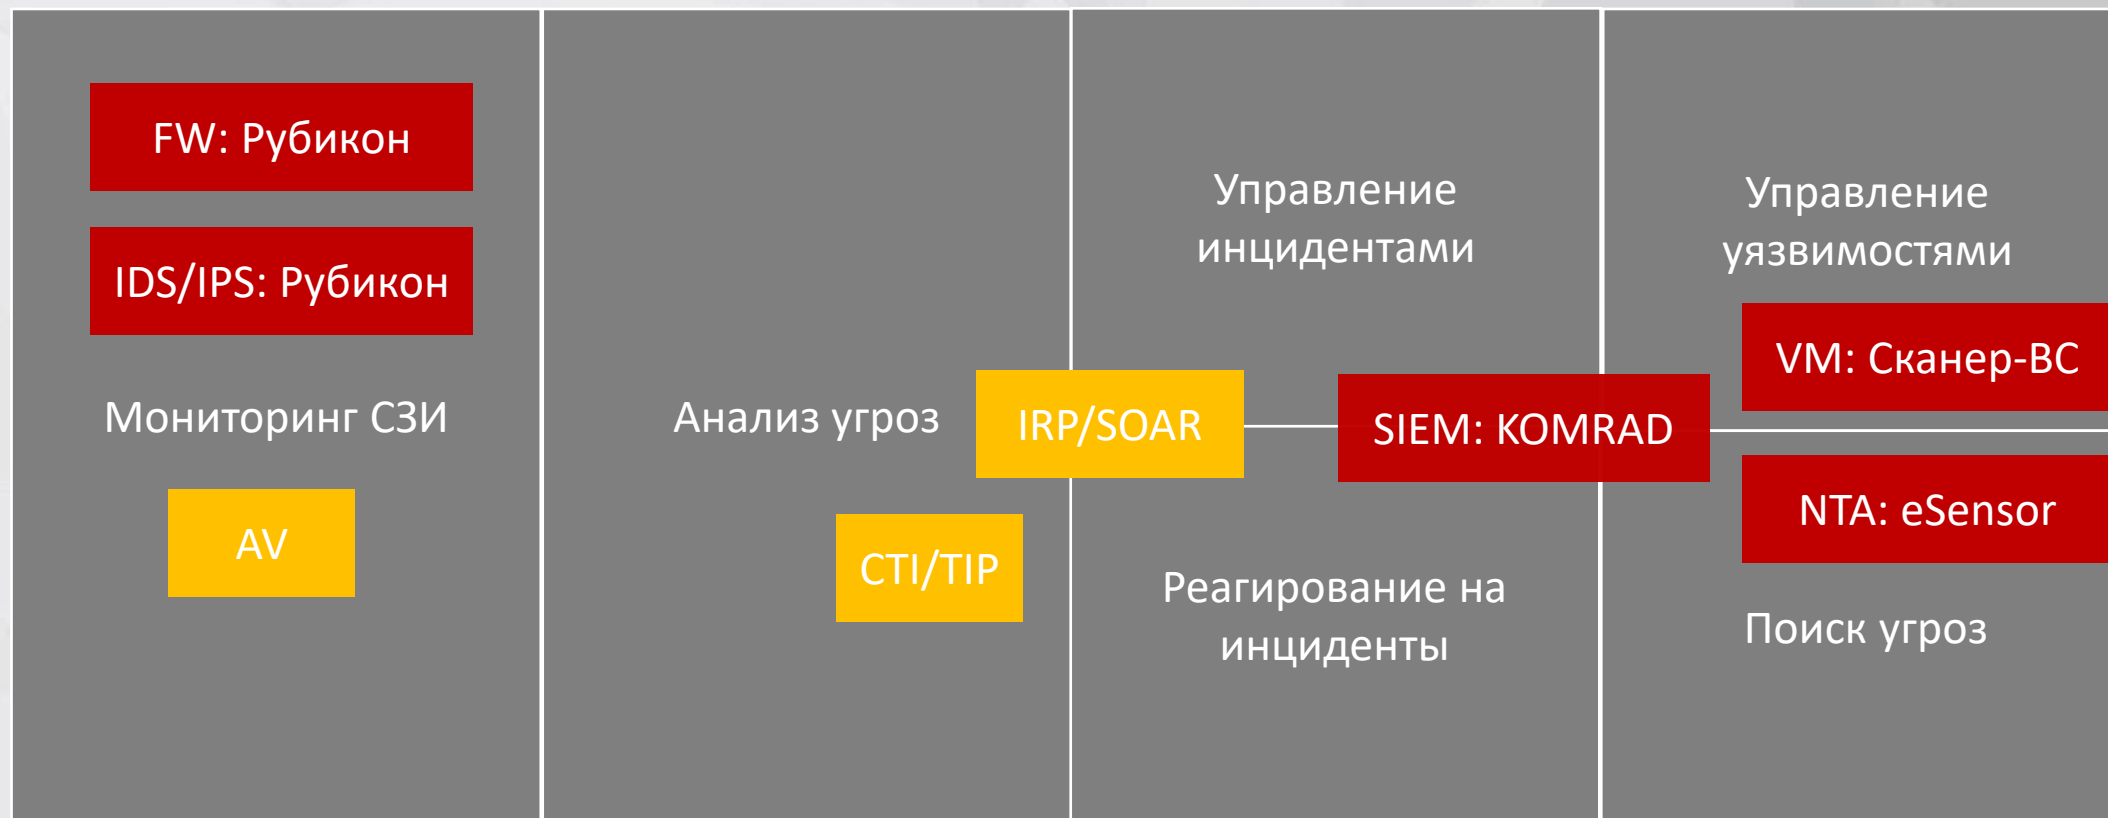 FW: Рубикон
IDS/IPS: Рубикон
Мониторинг СЗИ
AV
Анализ угроз
IRP/SOAR
CTI/TIP
Управление
инцидентами
SIEM: KOMRAD
Реагирование на
инциденты
Управление
уязвимостями
VM: Сканер-ВС
NTA: eSensor
Поиск угроз